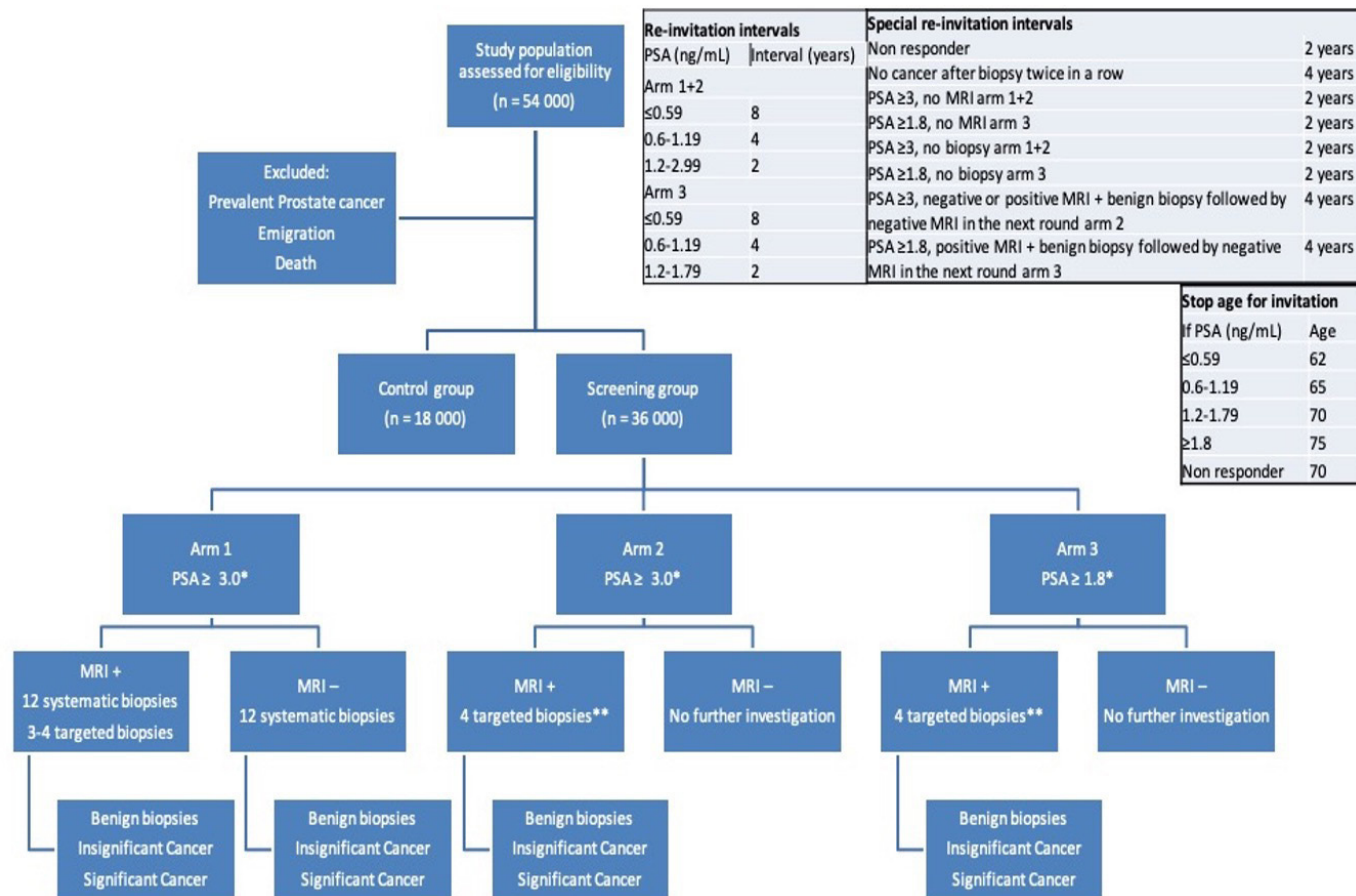 Study population
assessed for eligibility
(n = 54 000)
Excluded:
Prevalent Prostate cancer
Emigration
Death
Re-invitation intervals
PSA (ng/mL) Interval (years)
Arm 1+2
≤0.59 8
0.6-1.19 4
1.2-2.99 2
Arm 3
≤0.59 8
0.6-1.19 4
1.2-1.79 2
Special re-invitation intervals
Non responder 2 years
No cancer after biopsy twice in a row 4 years
PSA ≥3, no MRI arm 1+2 2 years
PSA ≥1.8, no MRI arm 3 2 years
PSA ≥3, no biopsy arm 1+2 2 years
PSA ≥1.8, no biopsy arm 3 2 years
PSA ≥3, negative or positive MRI + benign biopsy followed by 4 years
negative MRI in the next round arm 2
PSA ≥1.8, positive MRI + benign biopsy followed by negative 4 years
MRI in the next round arm 3
Stop age for invitation
If PSA (ng/mL) Age
≤0.59 62
0.6-1.19 65
1.2-1.79 70
≥1.8 75
Non responder 70
Control group
(n = 18 000)
Screening group
(n = 36 000)
Arm 1
PSA ≥ 3.0*
Arm 2
PSA ≥ 3.0*
Arm 3
PSA ≥ 1.8*
MRI +
12 systematic biopsies
3-4 targeted biopsies
MRI –
12 systematic biopsies
MRI +
4 targeted biopsies**
MRI –
No further investigation
MRI +
4 targeted biopsies**
MRI –
No further investigation
Benign biopsies
Insignificant Cancer
Significant Cancer
Benign biopsies
Insignificant Cancer
Significant Cancer
Benign biopsies
Insignificant Cancer
Significant Cancer
Benign biopsies
Insignificant Cancer
Significant Cancer